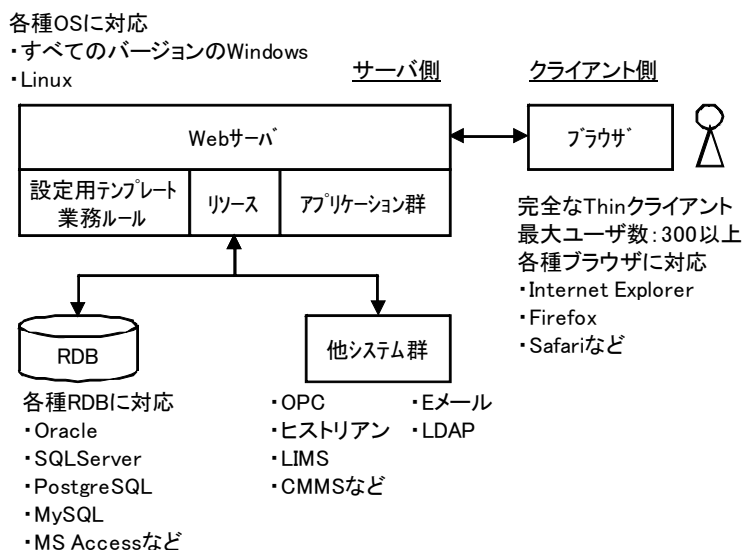 各種OSに対応
・すべてのバージョンのWindows
・Linux
サーバ側
クライアント側
Webサーバ
ブラウザ
設定用テンプレート
業務ルール
リソース
アプリケーション群
完全なThinクライアント
最大ユーザ数：300以上
各種ブラウザに対応
・Internet Explorer
・Firefox
・Safariなど
RDB
他システム群
各種RDBに対応
・Oracle
・SQLServer
・PostgreSQL
・MySQL
・MS Accessなど
・OPC
・ヒストリアン
・LIMS
・CMMSなど
・Eメール
・LDAP